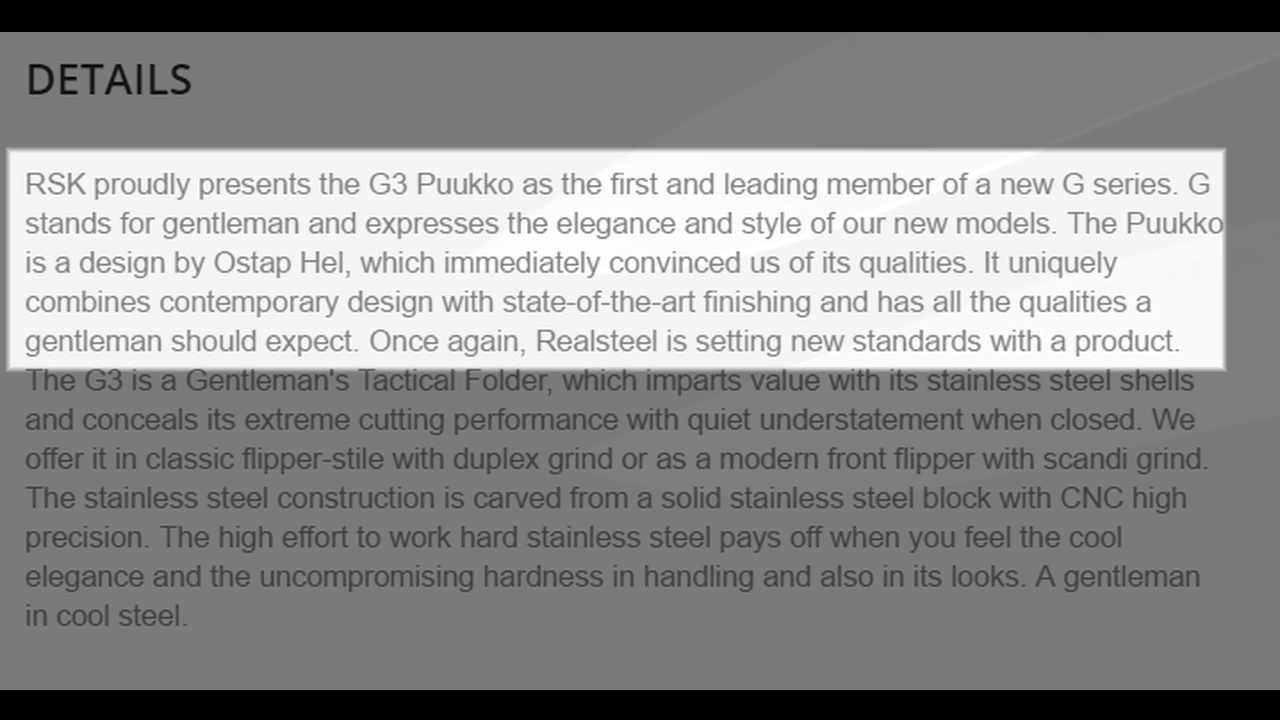 DETAILS
RSK proudly presents the G3 Puukko as the first and leading member of a new G series. G
stands for gentleman and expresses the elegance and style of our new models. The Puukko
is a design by Ostap Hel, which immediately convinced us of its qualities. It uniquely
combines contemporary design with state-of-the-art finishing and has all the qualities a
gentleman should expect. Once again, Realsteel is setting new standards with a product.
The G3 is a Gentleman's Tactical Folder, which imparts value with its stainless steel shells
and conceals its extreme cutting performance with quiet understatement when closed. We
offer it in classic flipper-stile with duplex grind or as a modern front flipper with scandi grind.
The stainless steel construction is carved from a solid stainless steel block with CNC high
precision. The high effort to work hard stainless steel pays off when you feel the cool
elegance and the uncompromising hardness in handling and also in its looks. A gentleman
in cool steel.